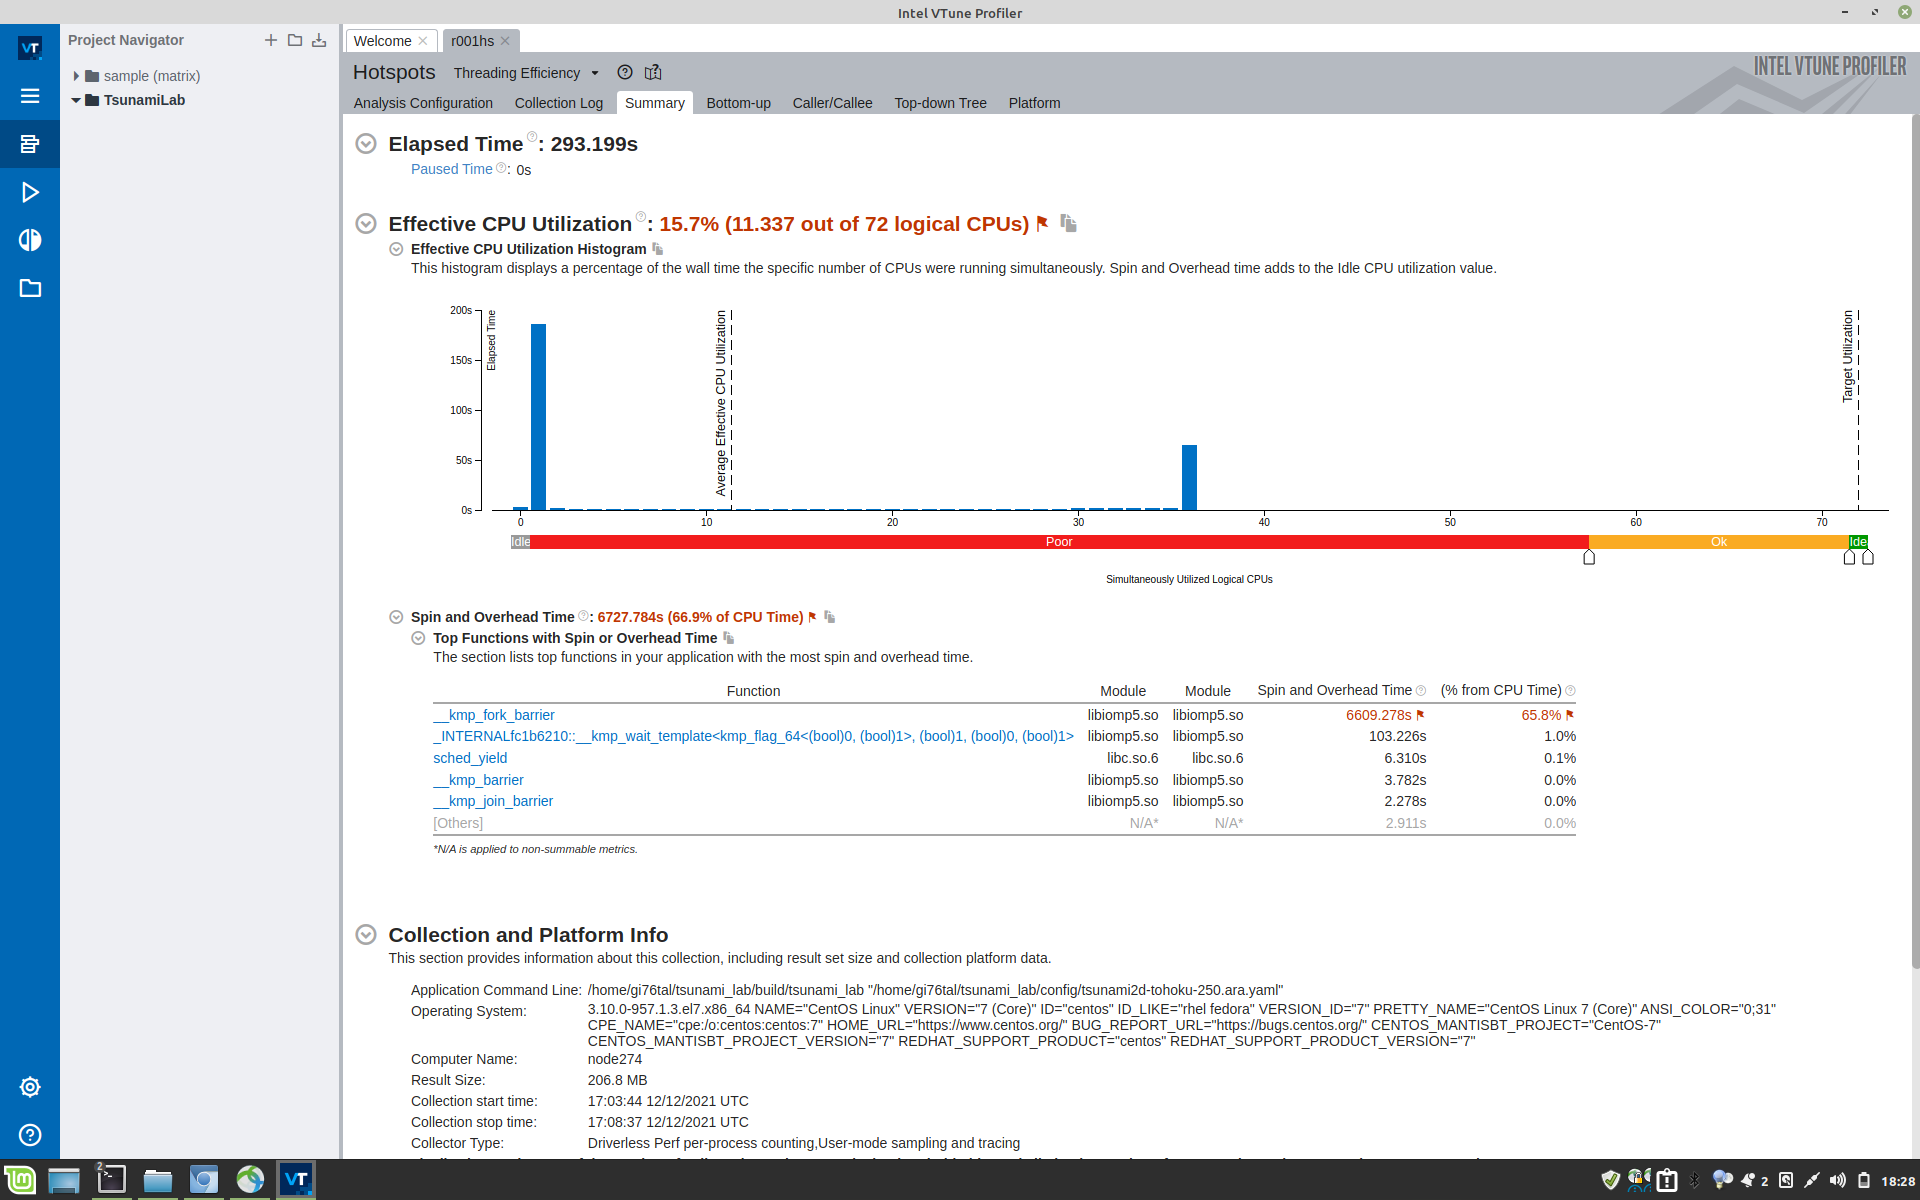 Intel VTune Profiler
VT
Project Navigator
sample (matrix)
TsunamiLab
Welcome
r001hs
Hotspots Threading Efficiency
INTEL VTUNE PROFILER
Analysis Configuration Collection Log Summary Bottom-up Caller/Callee Top-down Tree Platform
Elapsed Time : 293.199s
Paused Time : 0s
Effective CPU Utilization : 15.7% (11.337 out of 72 logical CPUs)
Effective CPU Utilization Histogram
This histogram displays a percentage of the wall time the specific number of CPUs were running simultaneously. Spin and Overhead time adds to the Idle CPU utilization value.
Elapsed Time
200s
150s
100s
50s
0s
Average Effective CPU Utilization
Target Utilization
0 10 20 30 40 50 60 70
Idle Poor Ok Ide
Simultaneously Utilized Logical CPUs
Spin and Overhead Time : 6727.784s (66.9% of CPU Time)
Top Functions with Spin or Overhead Time
The section lists top functions in your application with the most spin and overhead time.
Function Module Module Spin and Overhead Time (% from CPU Time)
__kmp_fork_barrier libiomp5.so libiomp5.so 6609.278s 65.8%
_INTERNALfc1b6210::__kmp_wait_template<kmp_flag_64<(bool)0, (bool)1>, (bool)1, (bool)0, (bool)1> libiomp5.so libiomp5.so 103.226s 1.0%
sched_yield libc.so.6 libc.so.6 6.310s 0.1%
__kmp_barrier libiomp5.so libiomp5.so 3.782s 0.0%
__kmp_join_barrier libiomp5.so libiomp5.so 2.278s 0.0%
[Others] N/A* N/A* 2.911s 0.0%
*N/A is applied to non-summable metrics.
Collection and Platform Info
This section provides information about this collection, including result set size and collection platform data.
Application Command Line: /home/gi76tal/tsunami_lab/build/tsunami_lab "/home/gi76tal/tsunami_lab/config/tsunami2d-tohoku-250.ara.yaml"
Operating System: 3.10.0-957.1.3.el7.x86_64 NAME="CentOS Linux" VERSION="7 (Core)" ID="centos" ID_LIKE="rhel fedora" VERSION_ID="7" PRETTY_NAME="CentOS Linux 7 (Core)" ANSI_COLOR="0;31"
CPE_NAME="cpe:/o:centos:centos:7" HOME_URL="https://www.centos.org/" BUG_REPORT_URL="https://bugs.centos.org/" CENTOS_MANTISBT_PROJECT="CentOS-7"
CENTOS_MANTISBT_PROJECT_VERSION="7" REDHAT_SUPPORT_PRODUCT="centos" REDHAT_SUPPORT_PRODUCT_VERSION="7"
Computer Name: node274
Result Size: 206.8 MB
Collection start time: 17:03:44 12/12/2021 UTC
Collection stop time: 17:08:37 12/12/2021 UTC
Collector Type: Driverless Perf per-process counting,User-mode sampling and tracing
2
VT
2
18:28